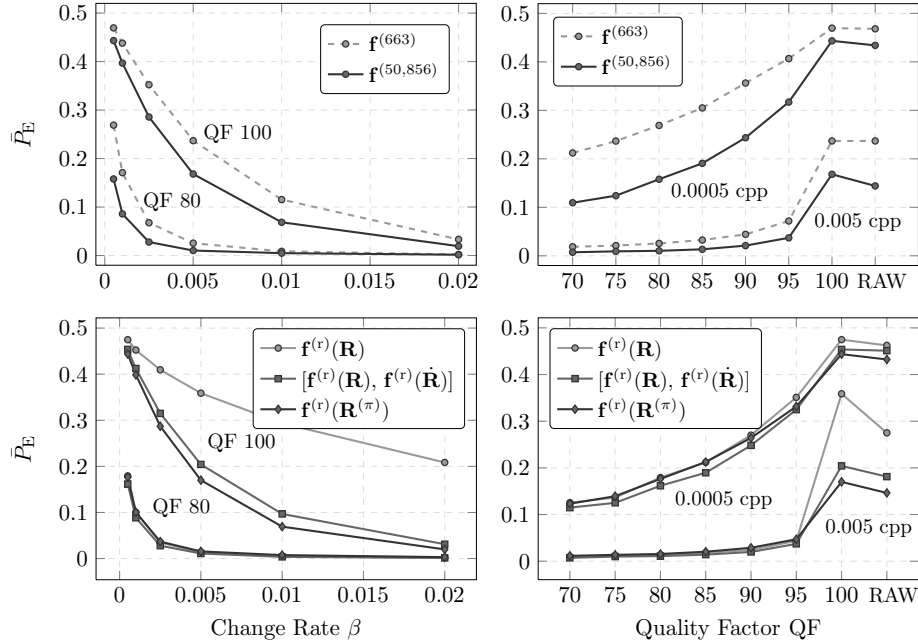 0.5
0.4
0.3
0.2
0.1
0
P̄_E
f^(663)
f^(50,856)
QF 100
QF 80
0 0.005 0.010 0.015 0.02
0.5
0.4
0.3
0.2
0.1
0
f^(663)
f^(50,856)
0.0005 cpp
0.005 cpp
70 75 80 85 90 95 100 RAW
0.5
0.4
0.3
0.2
0.1
0
P̄_E
f^(r)(R)
[f^(r)(R), f^(r)(Ṙ)]
f^(r)(R^(π))
QF 100
QF 80
0 0.005 0.01 0.015 0.02
Change Rate β
0.5
0.4
0.3
0.2
0.1
0
f^(r)(R)
[f^(r)(R), f^(r)(Ṙ)]
f^(r)(R^(π))
0.0005 cpp
0.005 cpp
70 75 80 85 90 95 100 RAW
Quality Factor QF